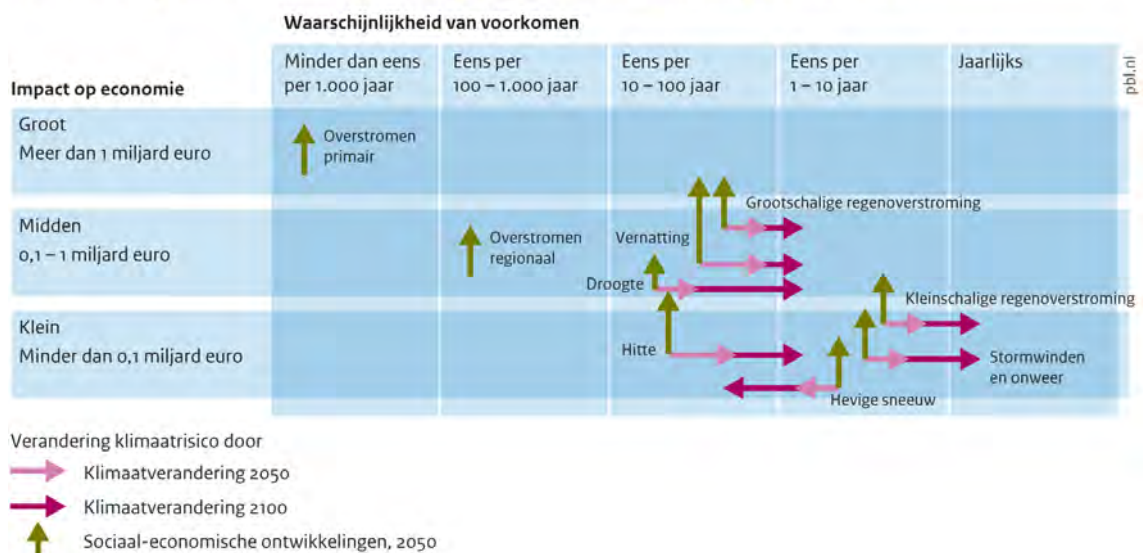 Waarschijnlijkheid van voorkomen
Impact op economie
Minder dan eens
per 1.000 jaar
Eens per
100 – 1.000 jaar
Eens per
10 – 100 jaar
Eens per
1 – 10 jaar
Jaarlijks
pbl.nl
Groot
Meer dan 1 miljard euro
Overstromen
primair
Midden
0,1 – 1 miljard euro
Overstromen
regionaal
Grootschalige regenoverstroming
Vernatting
Droogte
Klein
Minder dan 0,1 miljard euro
Kleinschalige regenoverstroming
Hitte
Stormwinden
en onweer
Hevige sneeuw
Verandering klimaatrisico door
Klimaatverandering 2050
Klimaatverandering 2100
Sociaal-economische ontwikkelingen, 2050